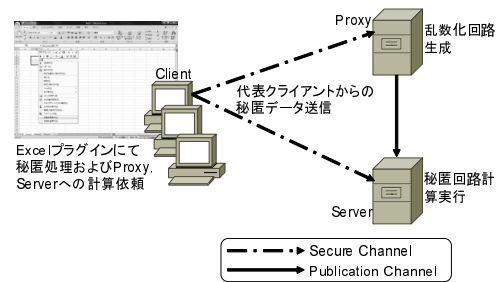 Proxy
乱数化回路
生成
Client
代表クライアントからの
秘匿データ送信
Excelプラグインにて
秘匿処理およびProxy,
Serverへの計算依頼
Server
秘匿回路計
算実行
Secure Channel
Publication Channel